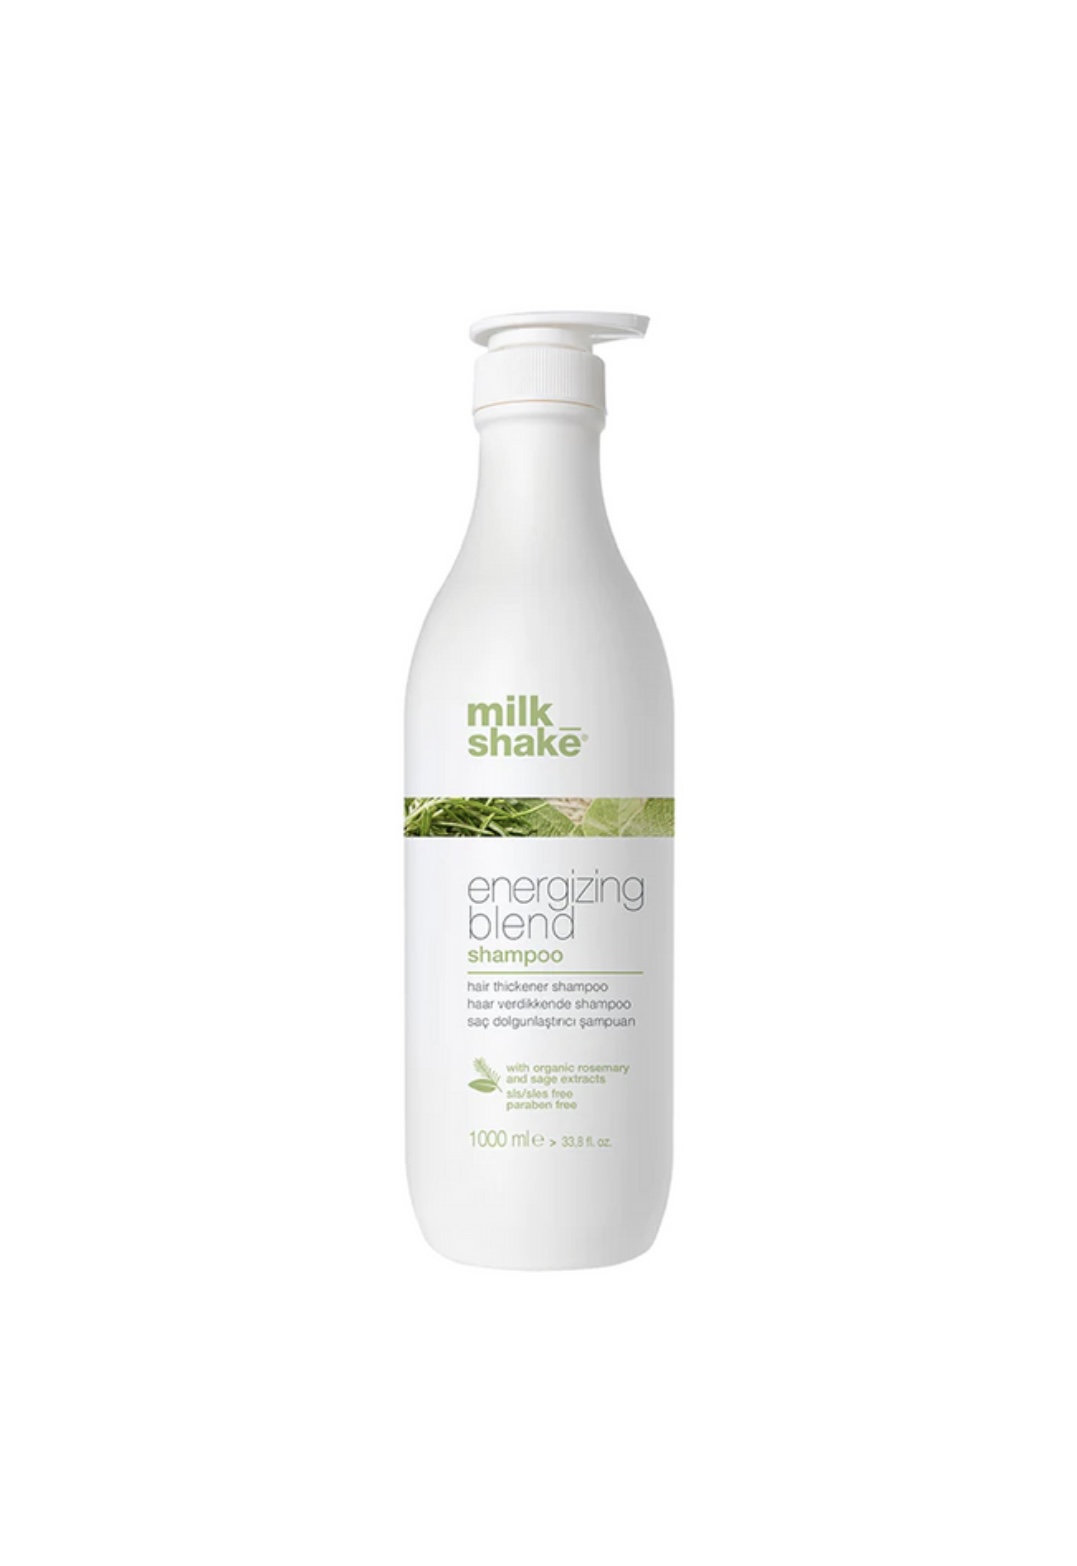 milk_
shake®
energizing
blend
shampoo
hair thickener shampoo
haar verdikkende shampoo
saç dolgunlaştırıcı şampuan
with organic rosemary
and sage extracts
sls/sles free
paraben free
1000 ml e > 33,8 fl. oz.